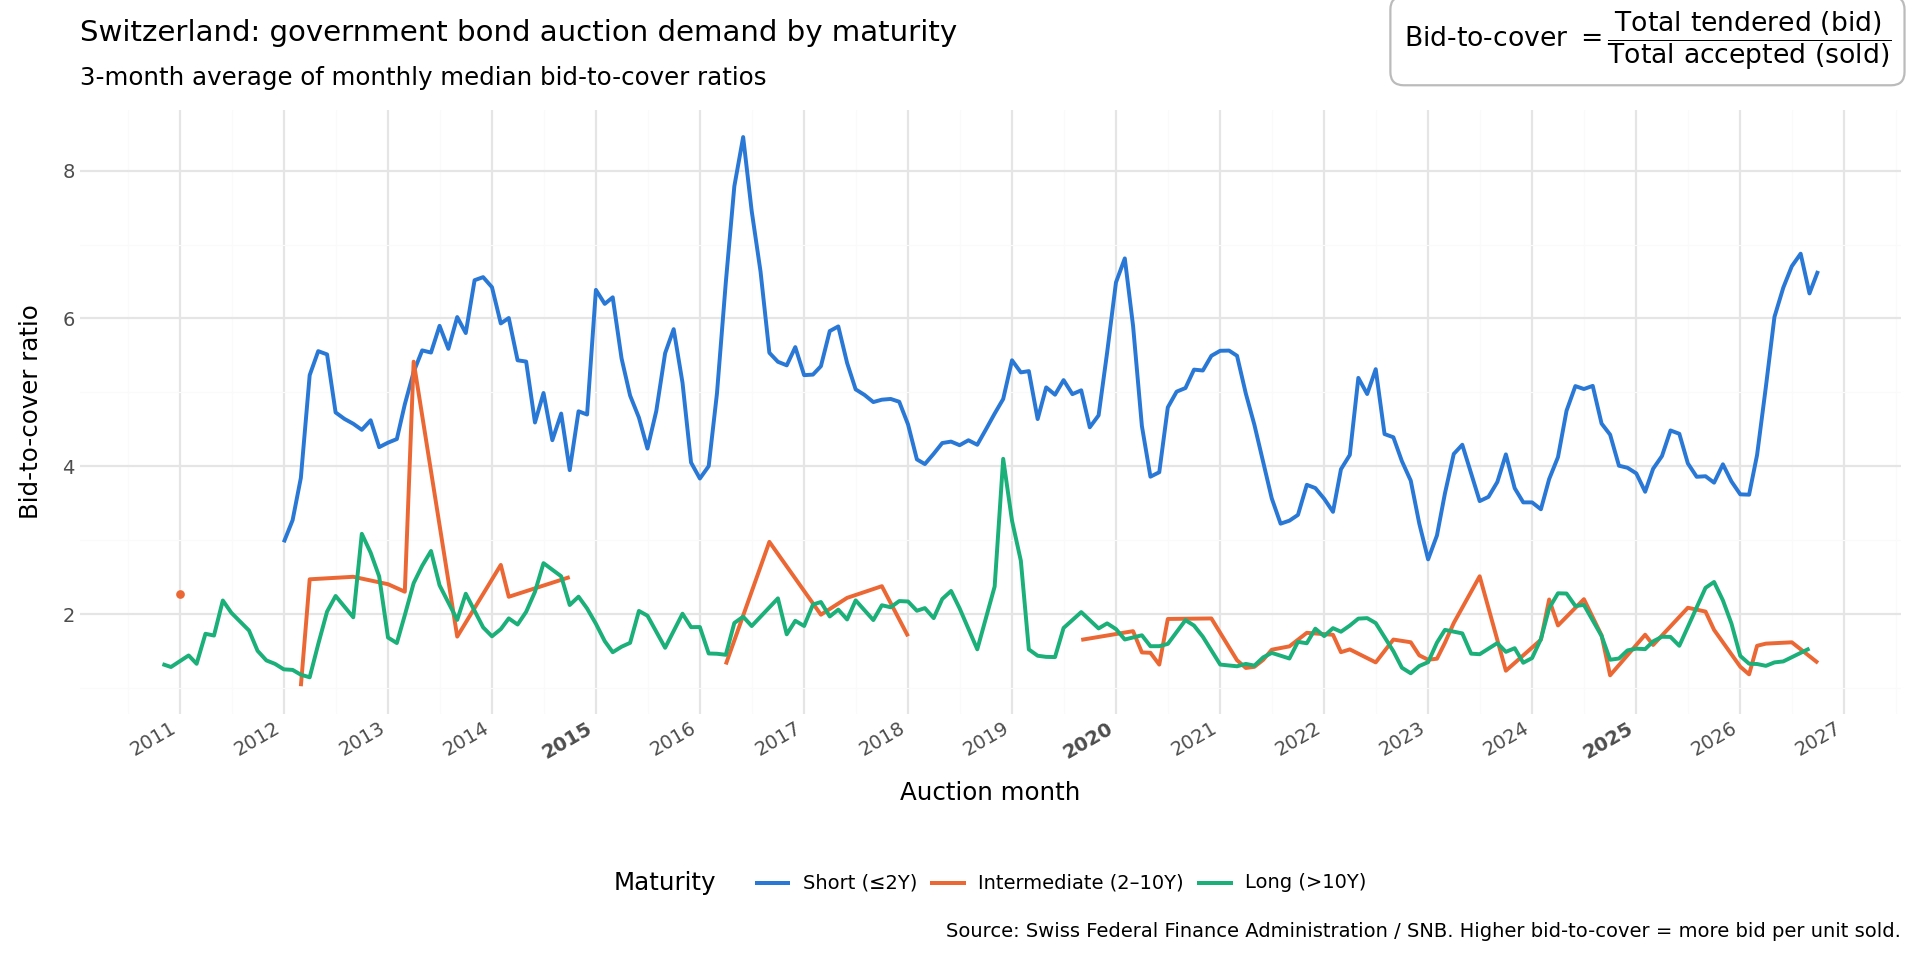 Switzerland: government bond auction demand by maturity
3-month average of monthly median bid-to-cover ratios
Bid-to-cover = Total tendered (bid)
Total accepted (sold)
Bid-to-cover ratio
8
6
4
2
2011 2012 2013 2014 2015 2016 2017 2018 2019 2020 2021 2022 2023 2024 2025 2026 2027
Auction month
Maturity Short (≤2Y) Intermediate (2–10Y) Long (>10Y)
Source: Swiss Federal Finance Administration / SNB. Higher bid-to-cover = more bid per unit sold.